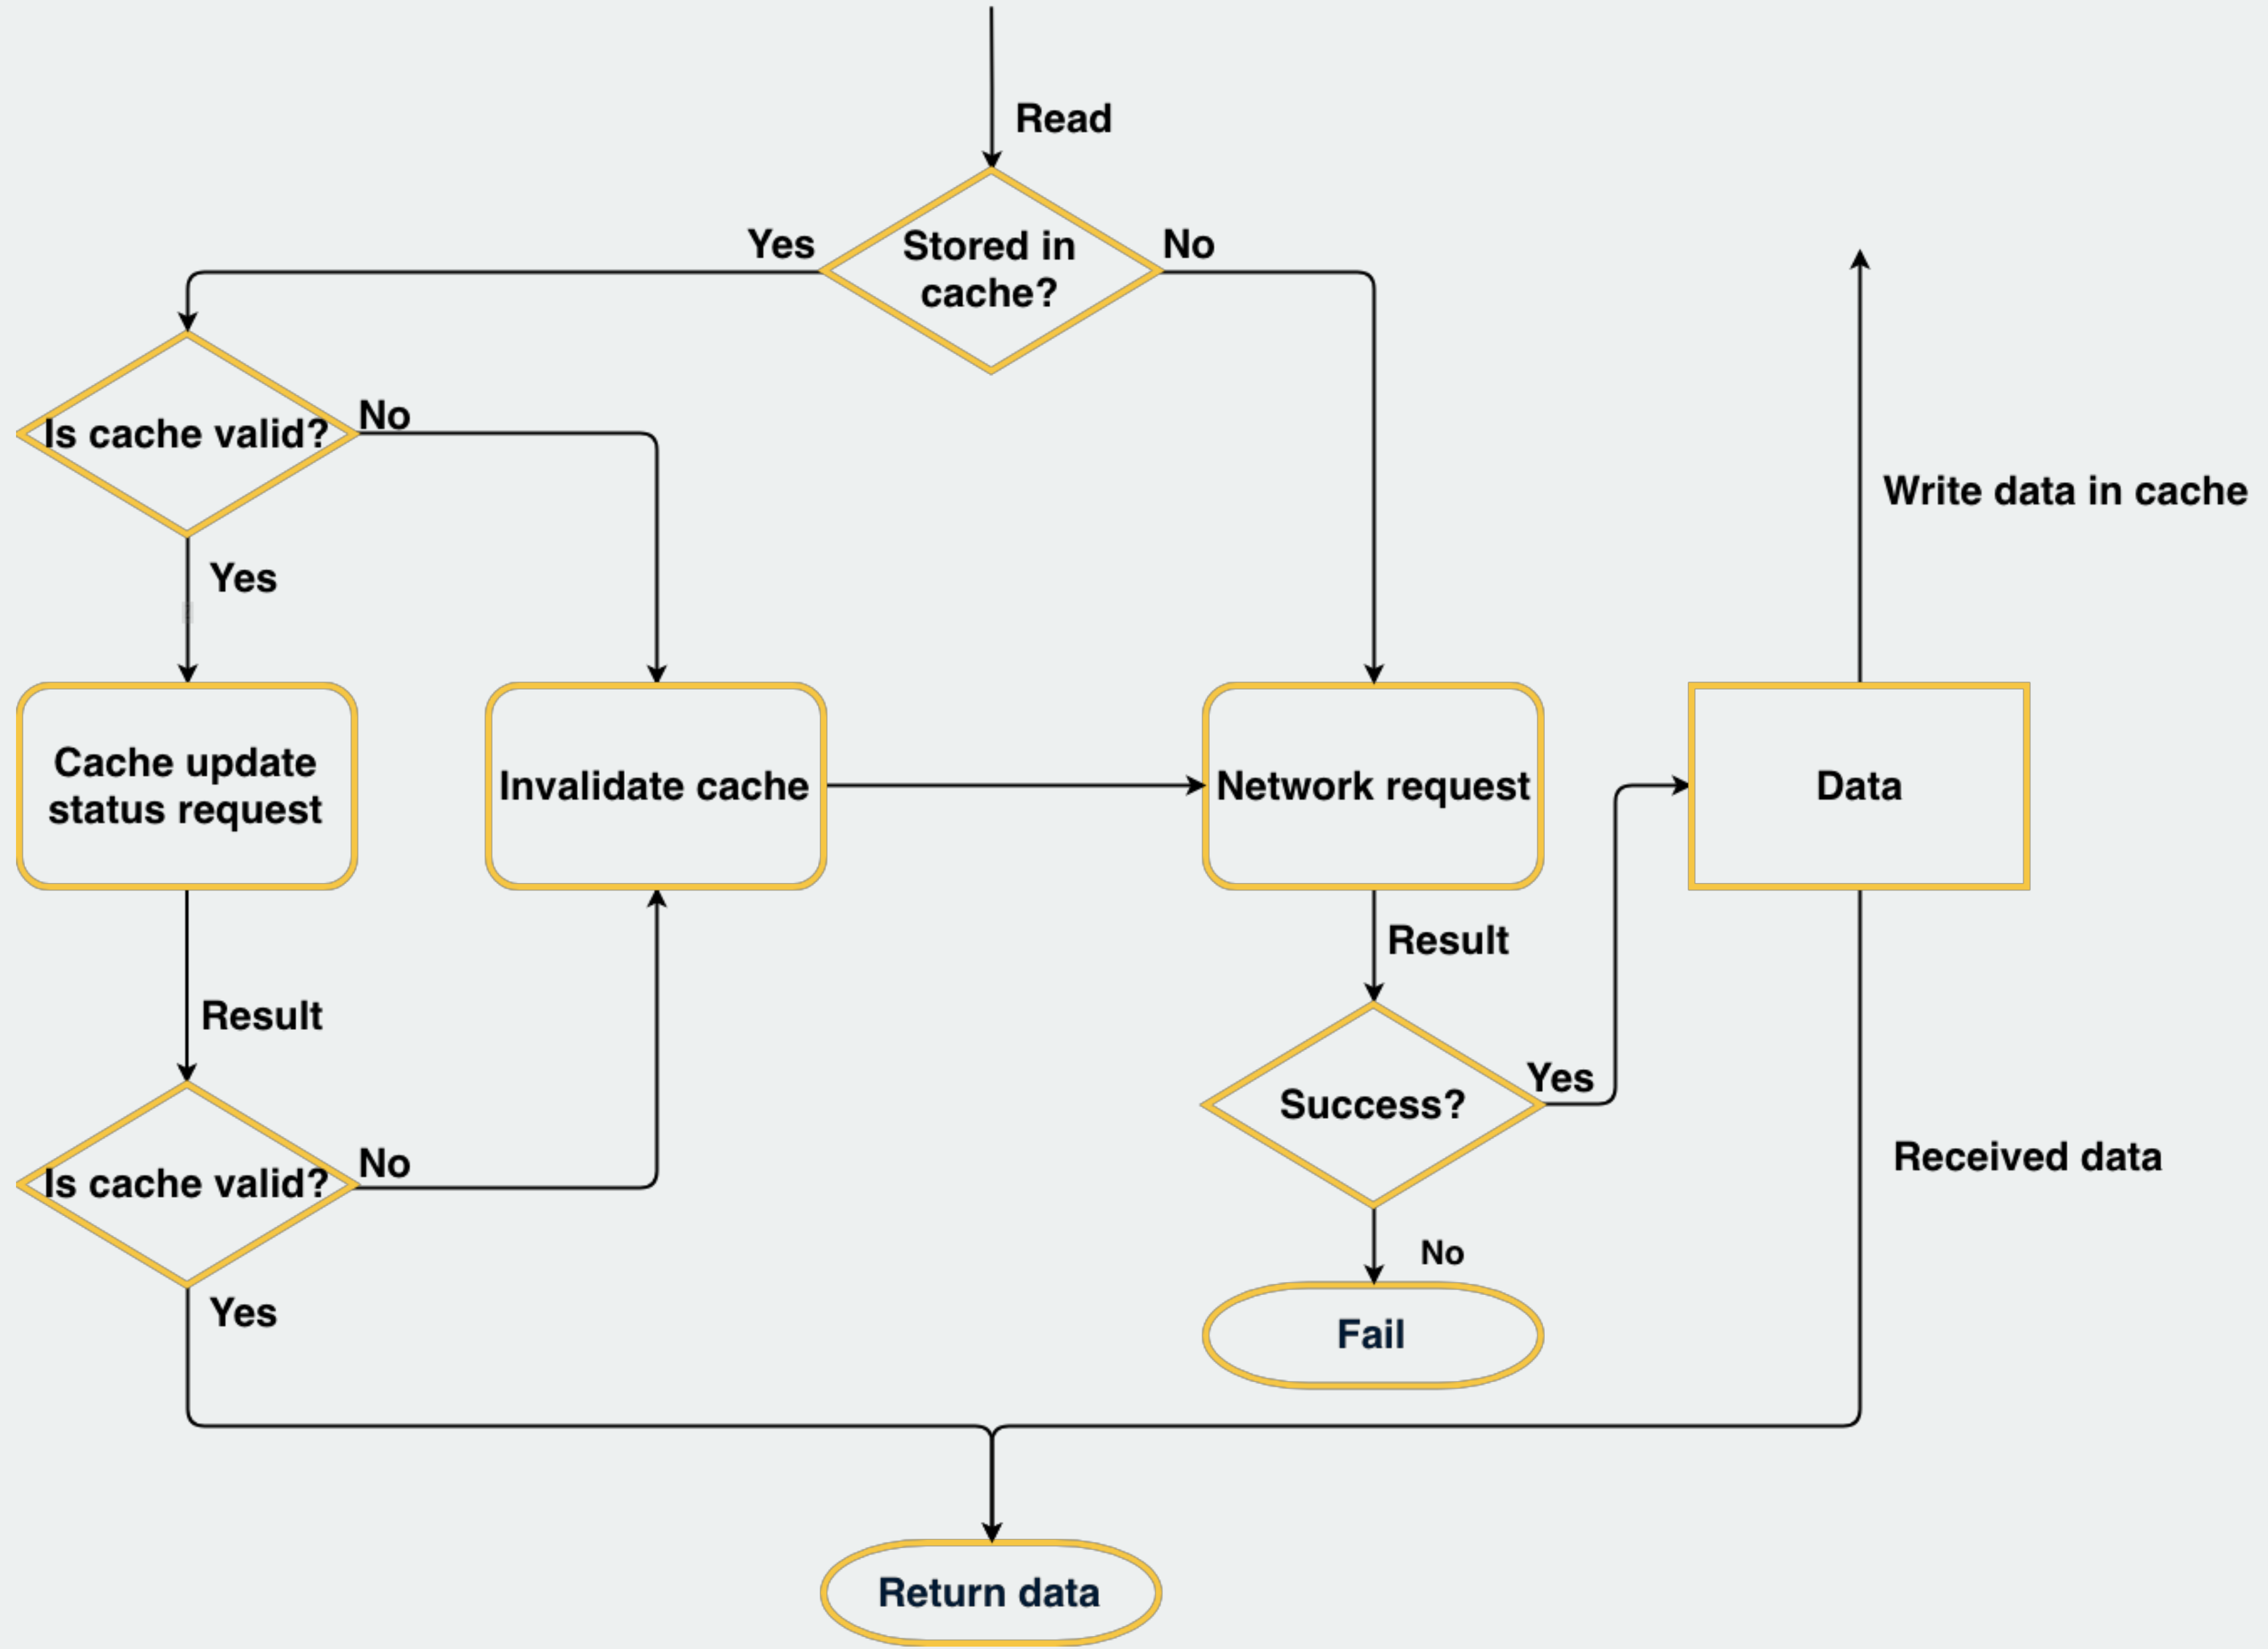 Read
Yes
Stored in
cache?
No
Is cache valid?
No
Yes
Write data in cache
Cache update
status request
Invalidate cache
Network request
Data
Result
Result
Success?
Yes
No
Received data
Is cache valid?
No
Yes
Fail
Return data